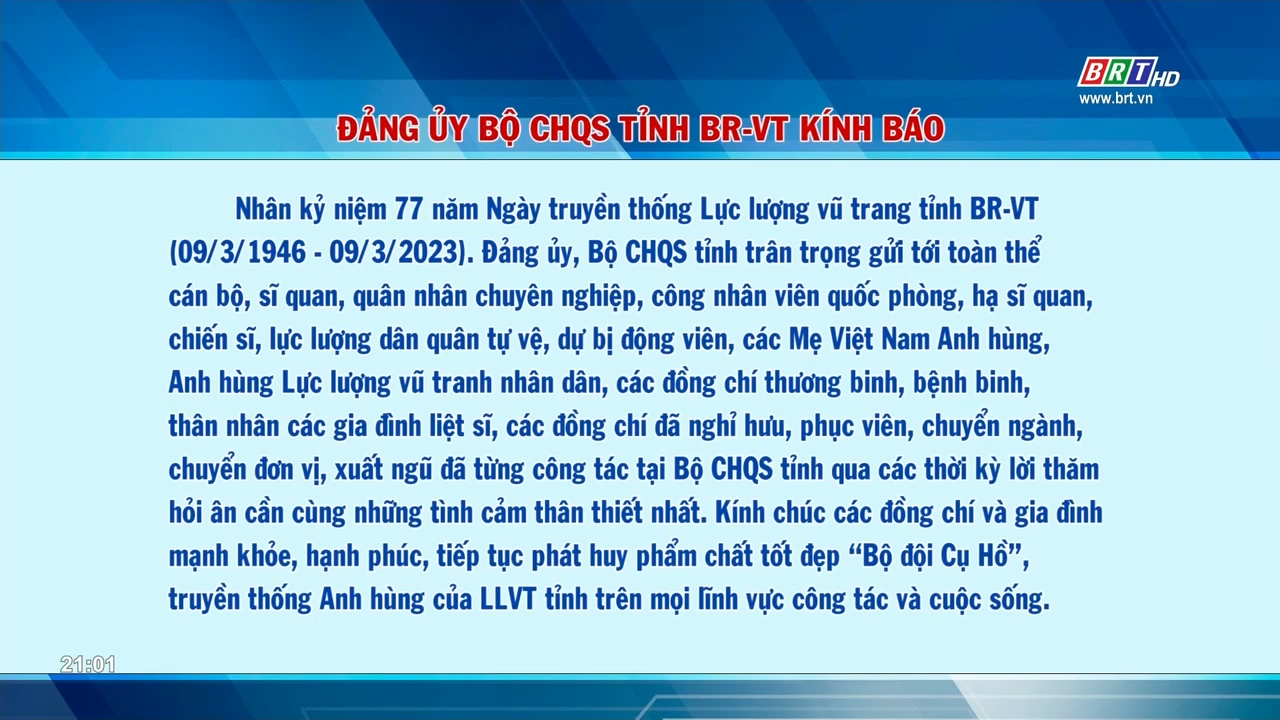 BRT HD
www.brt.vn
ĐẢNG ỦY BỘ CHQS TỈNH BR-VT KÍNH BÁO
Nhân kỷ niệm 77 năm Ngày truyền thống Lực lượng vũ trang tỉnh BR-VT
(09/3/1946 - 09/3/2023). Đảng ủy, Bộ CHQS tỉnh trân trọng gửi tới toàn thể
cán bộ, sĩ quan, quân nhân chuyên nghiệp, công nhân viên quốc phòng, hạ sĩ quan,
chiến sĩ, lực lượng dân quân tự vệ, dự bị động viên, các Mẹ Việt Nam Anh hùng,
Anh hùng Lực lượng vũ tranh nhân dân, các đồng chí thương binh, bệnh binh,
thân nhân các gia đình liệt sĩ, các đồng chí đã nghỉ hưu, phục viên, chuyển ngành,
chuyển đơn vị, xuất ngũ đã từng công tác tại Bộ CHQS tỉnh qua các thời kỳ lời thăm
hỏi ân cần cùng những tình cảm thân thiết nhất. Kính chúc các đồng chí và gia đình
mạnh khỏe, hạnh phúc, tiếp tục phát huy phẩm chất tốt đẹp “Bộ đội Cụ Hồ”,
truyền thống Anh hùng của LLVT tỉnh trên mọi lĩnh vực công tác và cuộc sống.
21:01